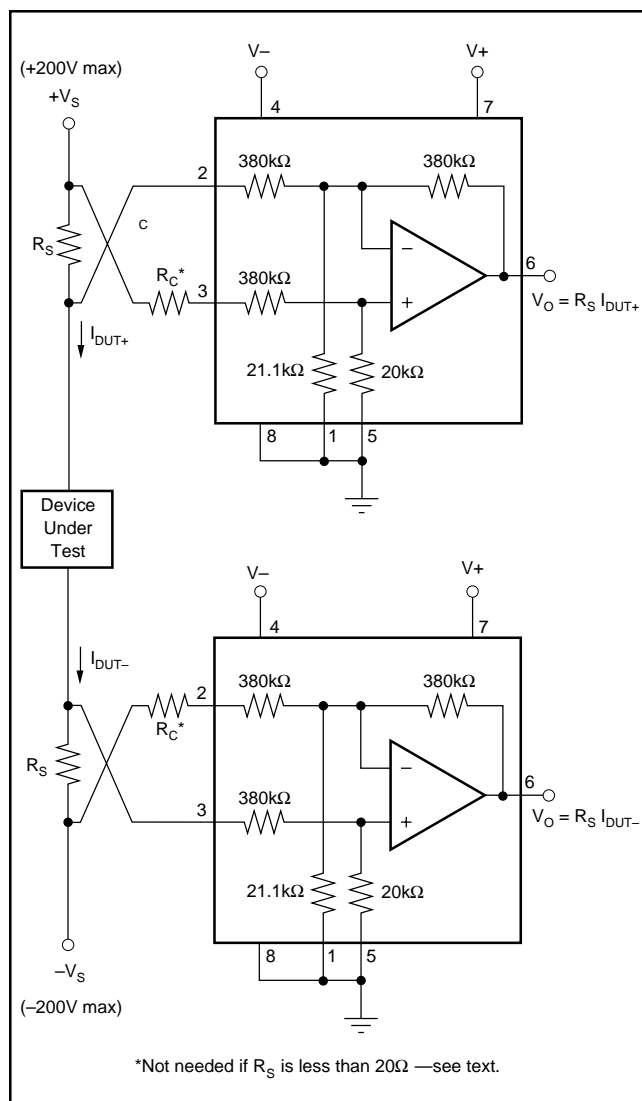 V–
V+
(+200V max)
+VS
4
7
2
380kΩ
380kΩ
C
RS
–
RC*
3
380kΩ
+
6
VO = RS IDUT+
IDUT+
21.1kΩ
20kΩ
8
1
5
Device
Under
Test
V–
V+
4
7
IDUT–
2
380kΩ
380kΩ
RC*
RS
–
380kΩ
3
+
6
VO = RS IDUT–
21.1kΩ
20kΩ
8
1
5
–VS
(–200V max)
*Not needed if RS is less than 20Ω —see text.